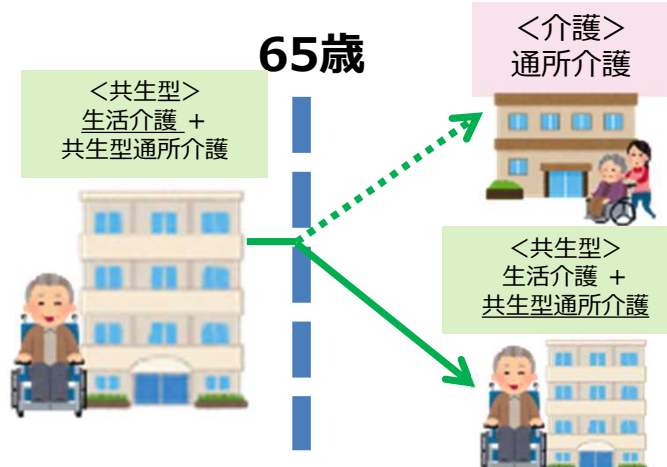 65歳
＜共生型＞
生活介護 +
共生型通所介護
＜介護＞
通所介護
＜共生型＞
生活介護 +
共生型通所介護